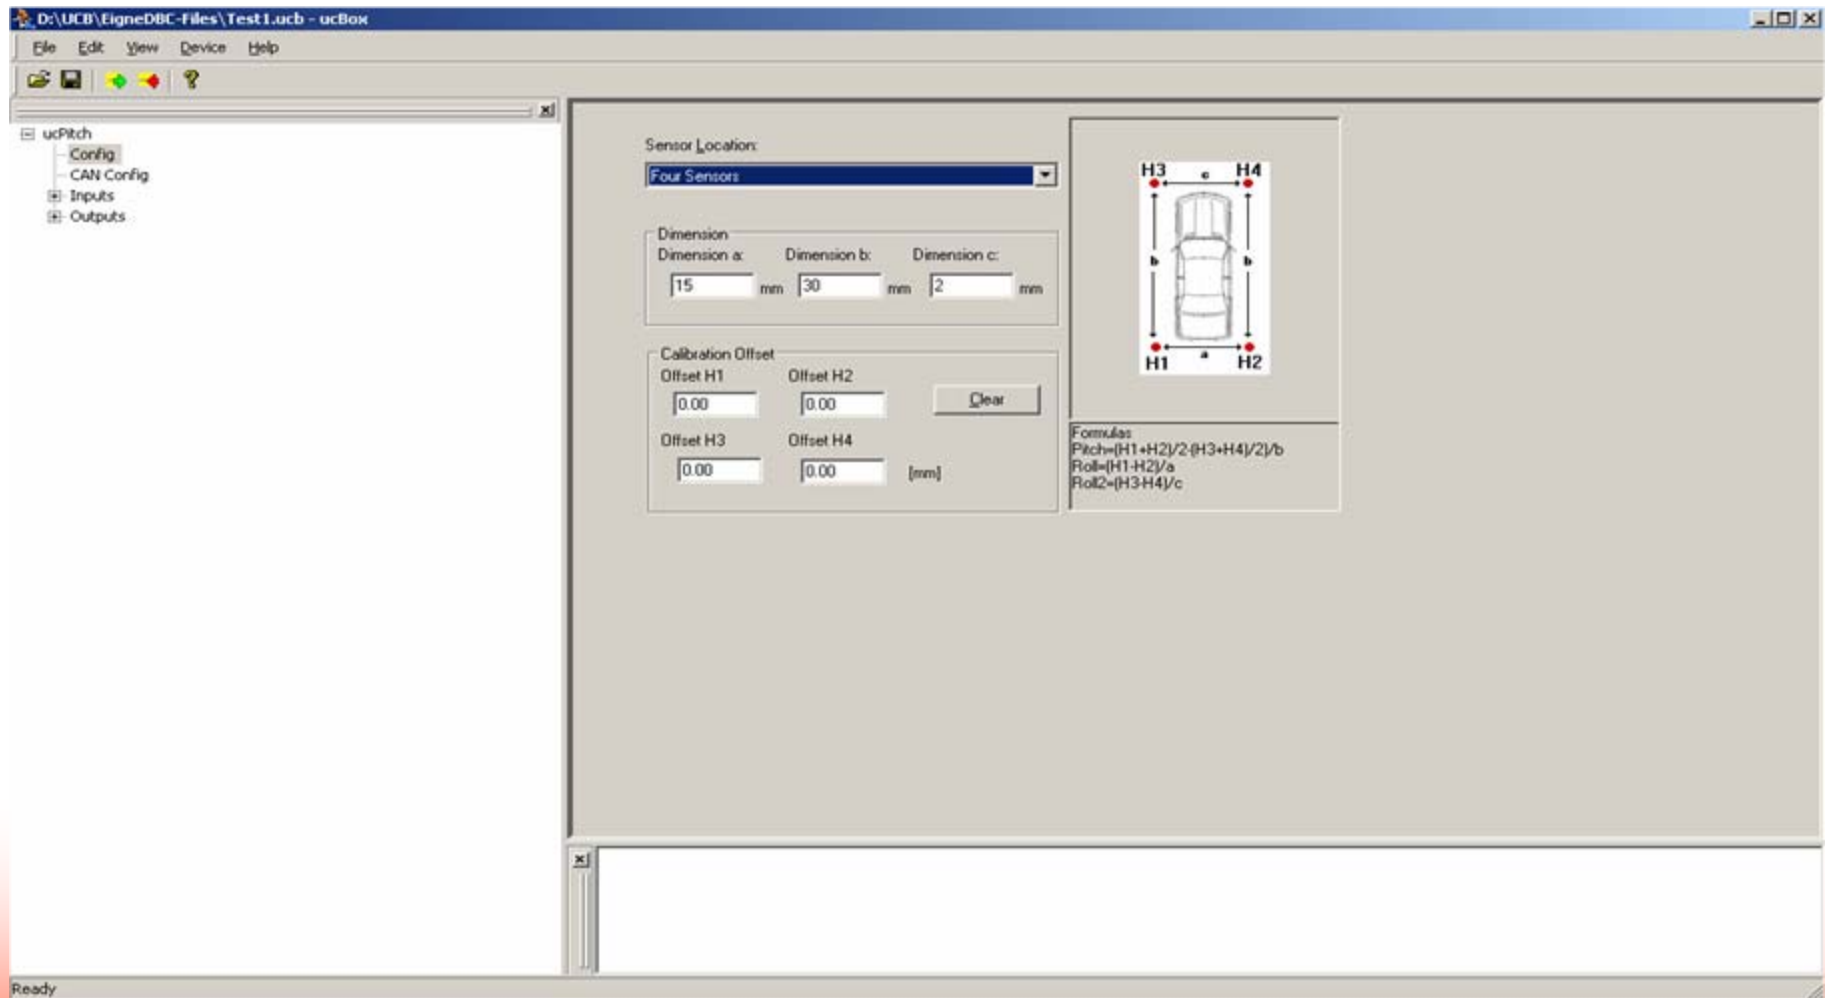 D:\UCB\EigneDBC-Files\Test1.ucb - ucBox
File Edit View Device Help
ucPitch
Config
CAN Config
Inputs
Outputs
Sensor Location:
Four Sensors
Dimension
Dimension a: Dimension b: Dimension c:
15 mm 30 mm 2 mm
Calibration Offset
Offset H1 Offset H2
0.00 0.00 Clear
Offset H3 Offset H4
0.00 0.00 [mm]
H3 c H4
b b
a
H1 H2
Formulas
Pitch=(H1+H2)/2-(H3+H4)/2)/b
Roll=(H1-H2)/a
Roll2=(H3-H4)/c
Ready